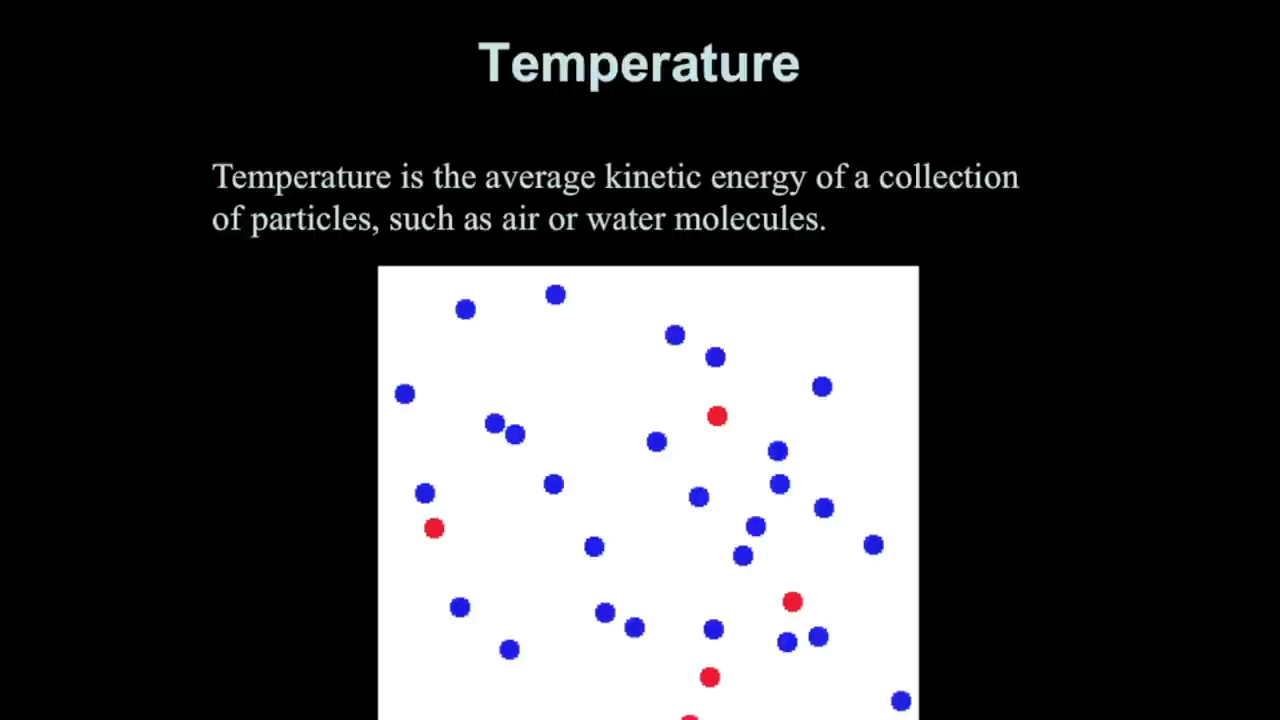 Temperature
Temperature is the average kinetic energy of a collection
of particles, such as air or water molecules.